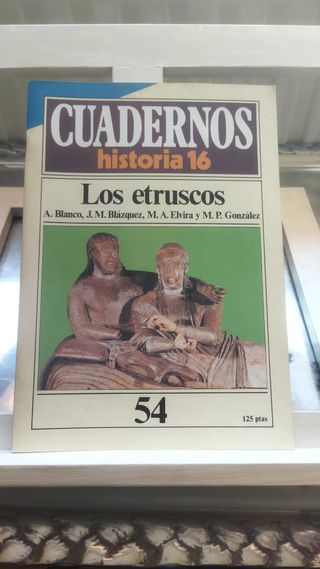 CUADERNOS
historia 16
Los etruscos
A. Blanco, J. M. Blázquez, M. A. Elvira y M. P. González
54
125 ptas